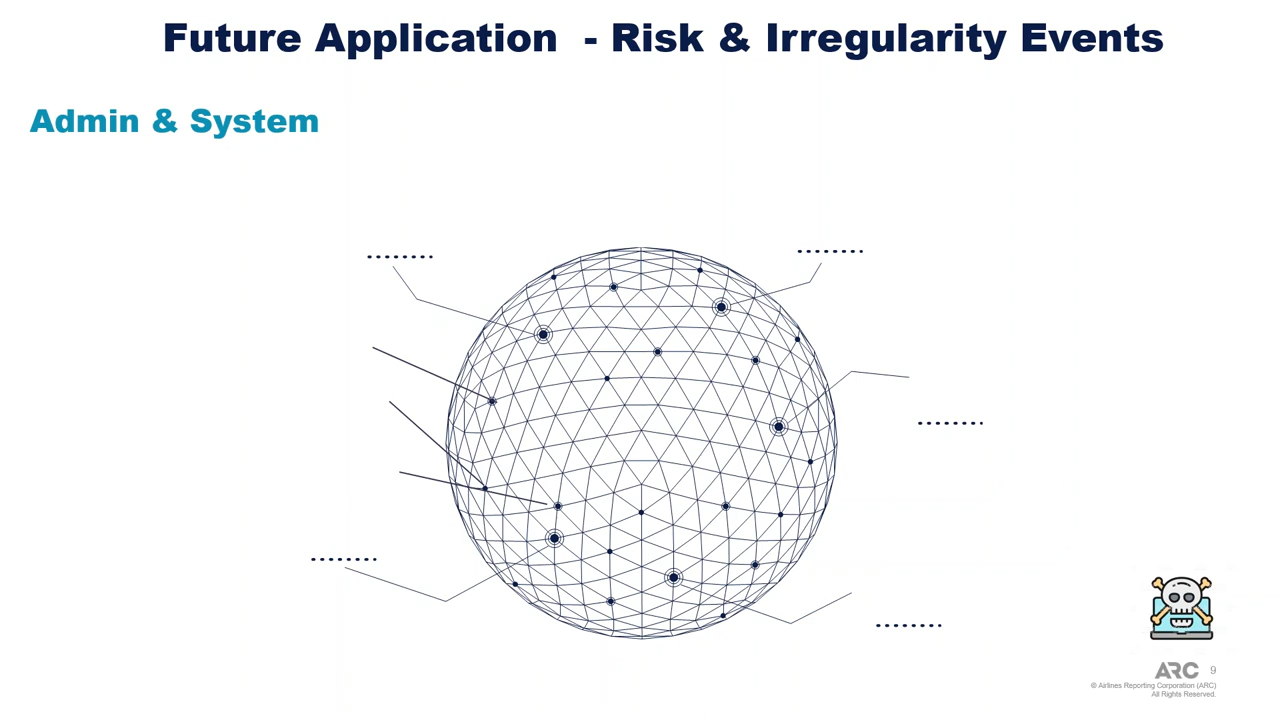 Future Application - Risk & Irregularity Events
Admin & System
ARC 9
© Airlines Reporting Corporation (ARC)
All Rights Reserved.